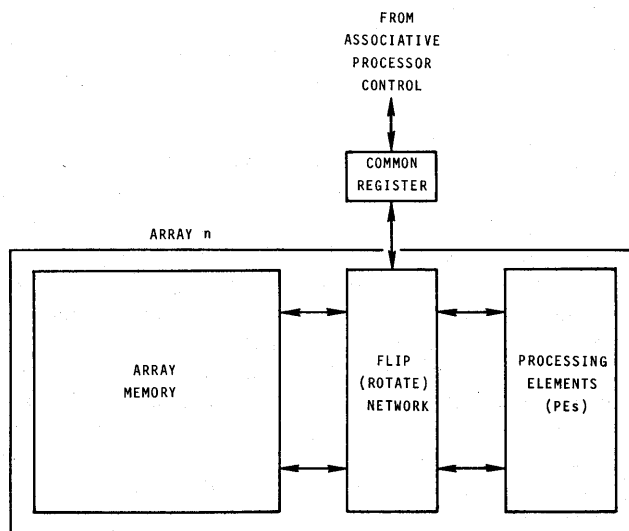 FROM
ASSOCIATIVE
PROCESSOR
CONTROL
COMMON
REGISTER
ARRAY n
ARRAY
MEMORY
FLIP
(ROTATE)
NETWORK
PROCESSING
ELEMENTS
(PEs)